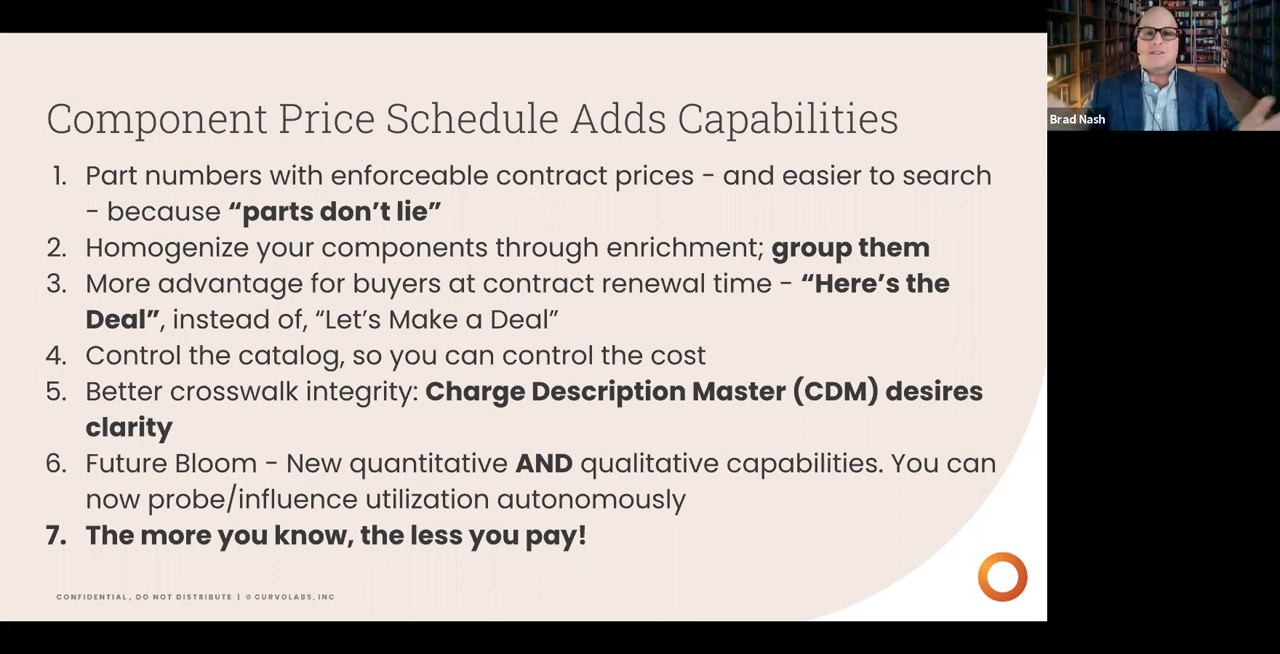 Component Price Schedule Adds Capabilities
1. Part numbers with enforceable contract prices - and easier to search
- because “parts don’t lie”
2. Homogenize your components through enrichment; group them
3. More advantage for buyers at contract renewal time - “Here’s the
Deal”, instead of, “Let’s Make a Deal”
4. Control the catalog, so you can control the cost
5. Better crosswalk integrity: Charge Description Master (CDM) desires
clarity
6. Future Bloom - New quantitative AND qualitative capabilities. You can
now probe/influence utilization autonomously
7. The more you know, the less you pay!
CONFIDENTIAL, DO NOT DISTRIBUTE | © CURVOLABS, INC
Brad Nash